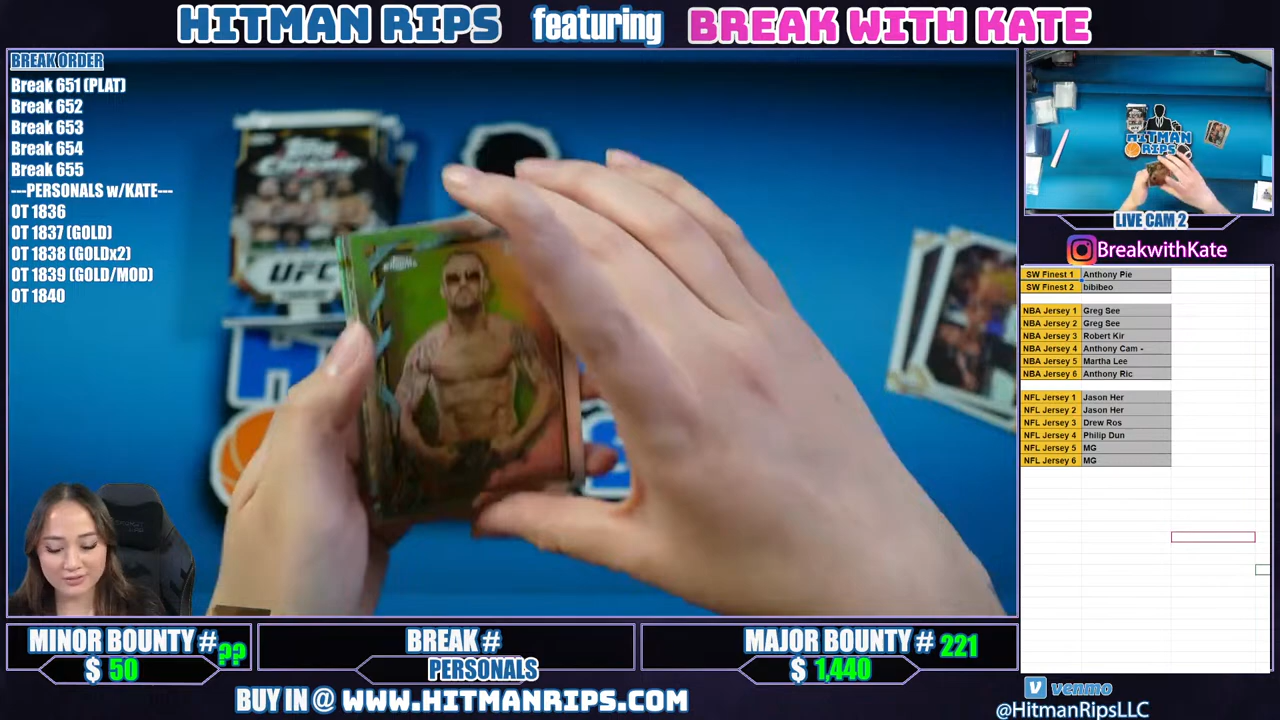 HITMAN RIPS featuring BREAK WITH KATE
BREAK ORDER
Break 651 (PLAT)
Break 652
Break 653
Break 654
Break 655
---PERSONALS w/KATE---
OT 1836
OT 1837 (GOLD)
OT 1838 (GOLDx2)
OT 1839 (GOLD/MOD)
OT 1840
Topps
Chrome
UFC
HITMAN
RIPS
LIVE CAM 2
BreakwithKate
SW Finest 1 Anthony Pie
SW Finest 2 bibibeo
NBA Jersey 1 Greg See
NBA Jersey 2 Greg See
NBA Jersey 3 Robert Kir
NBA Jersey 4 Anthony Cam -
NBA Jersey 5 Martha Lee
NBA Jersey 6 Anthony Ric
NFL Jersey 1 Jason Her
NFL Jersey 2 Jason Her
NFL Jersey 3 Drew Ros
NFL Jersey 4 Philip Dun
NFL Jersey 5 MG
NFL Jersey 6 MG
MINOR BOUNTY # ??
$ 50
BREAK #
PERSONALS
MAJOR BOUNTY # 221
$ 1,440
BUY IN @ WWW.HITMANRIPS.COM
venmo
@HitmanRipsLLC